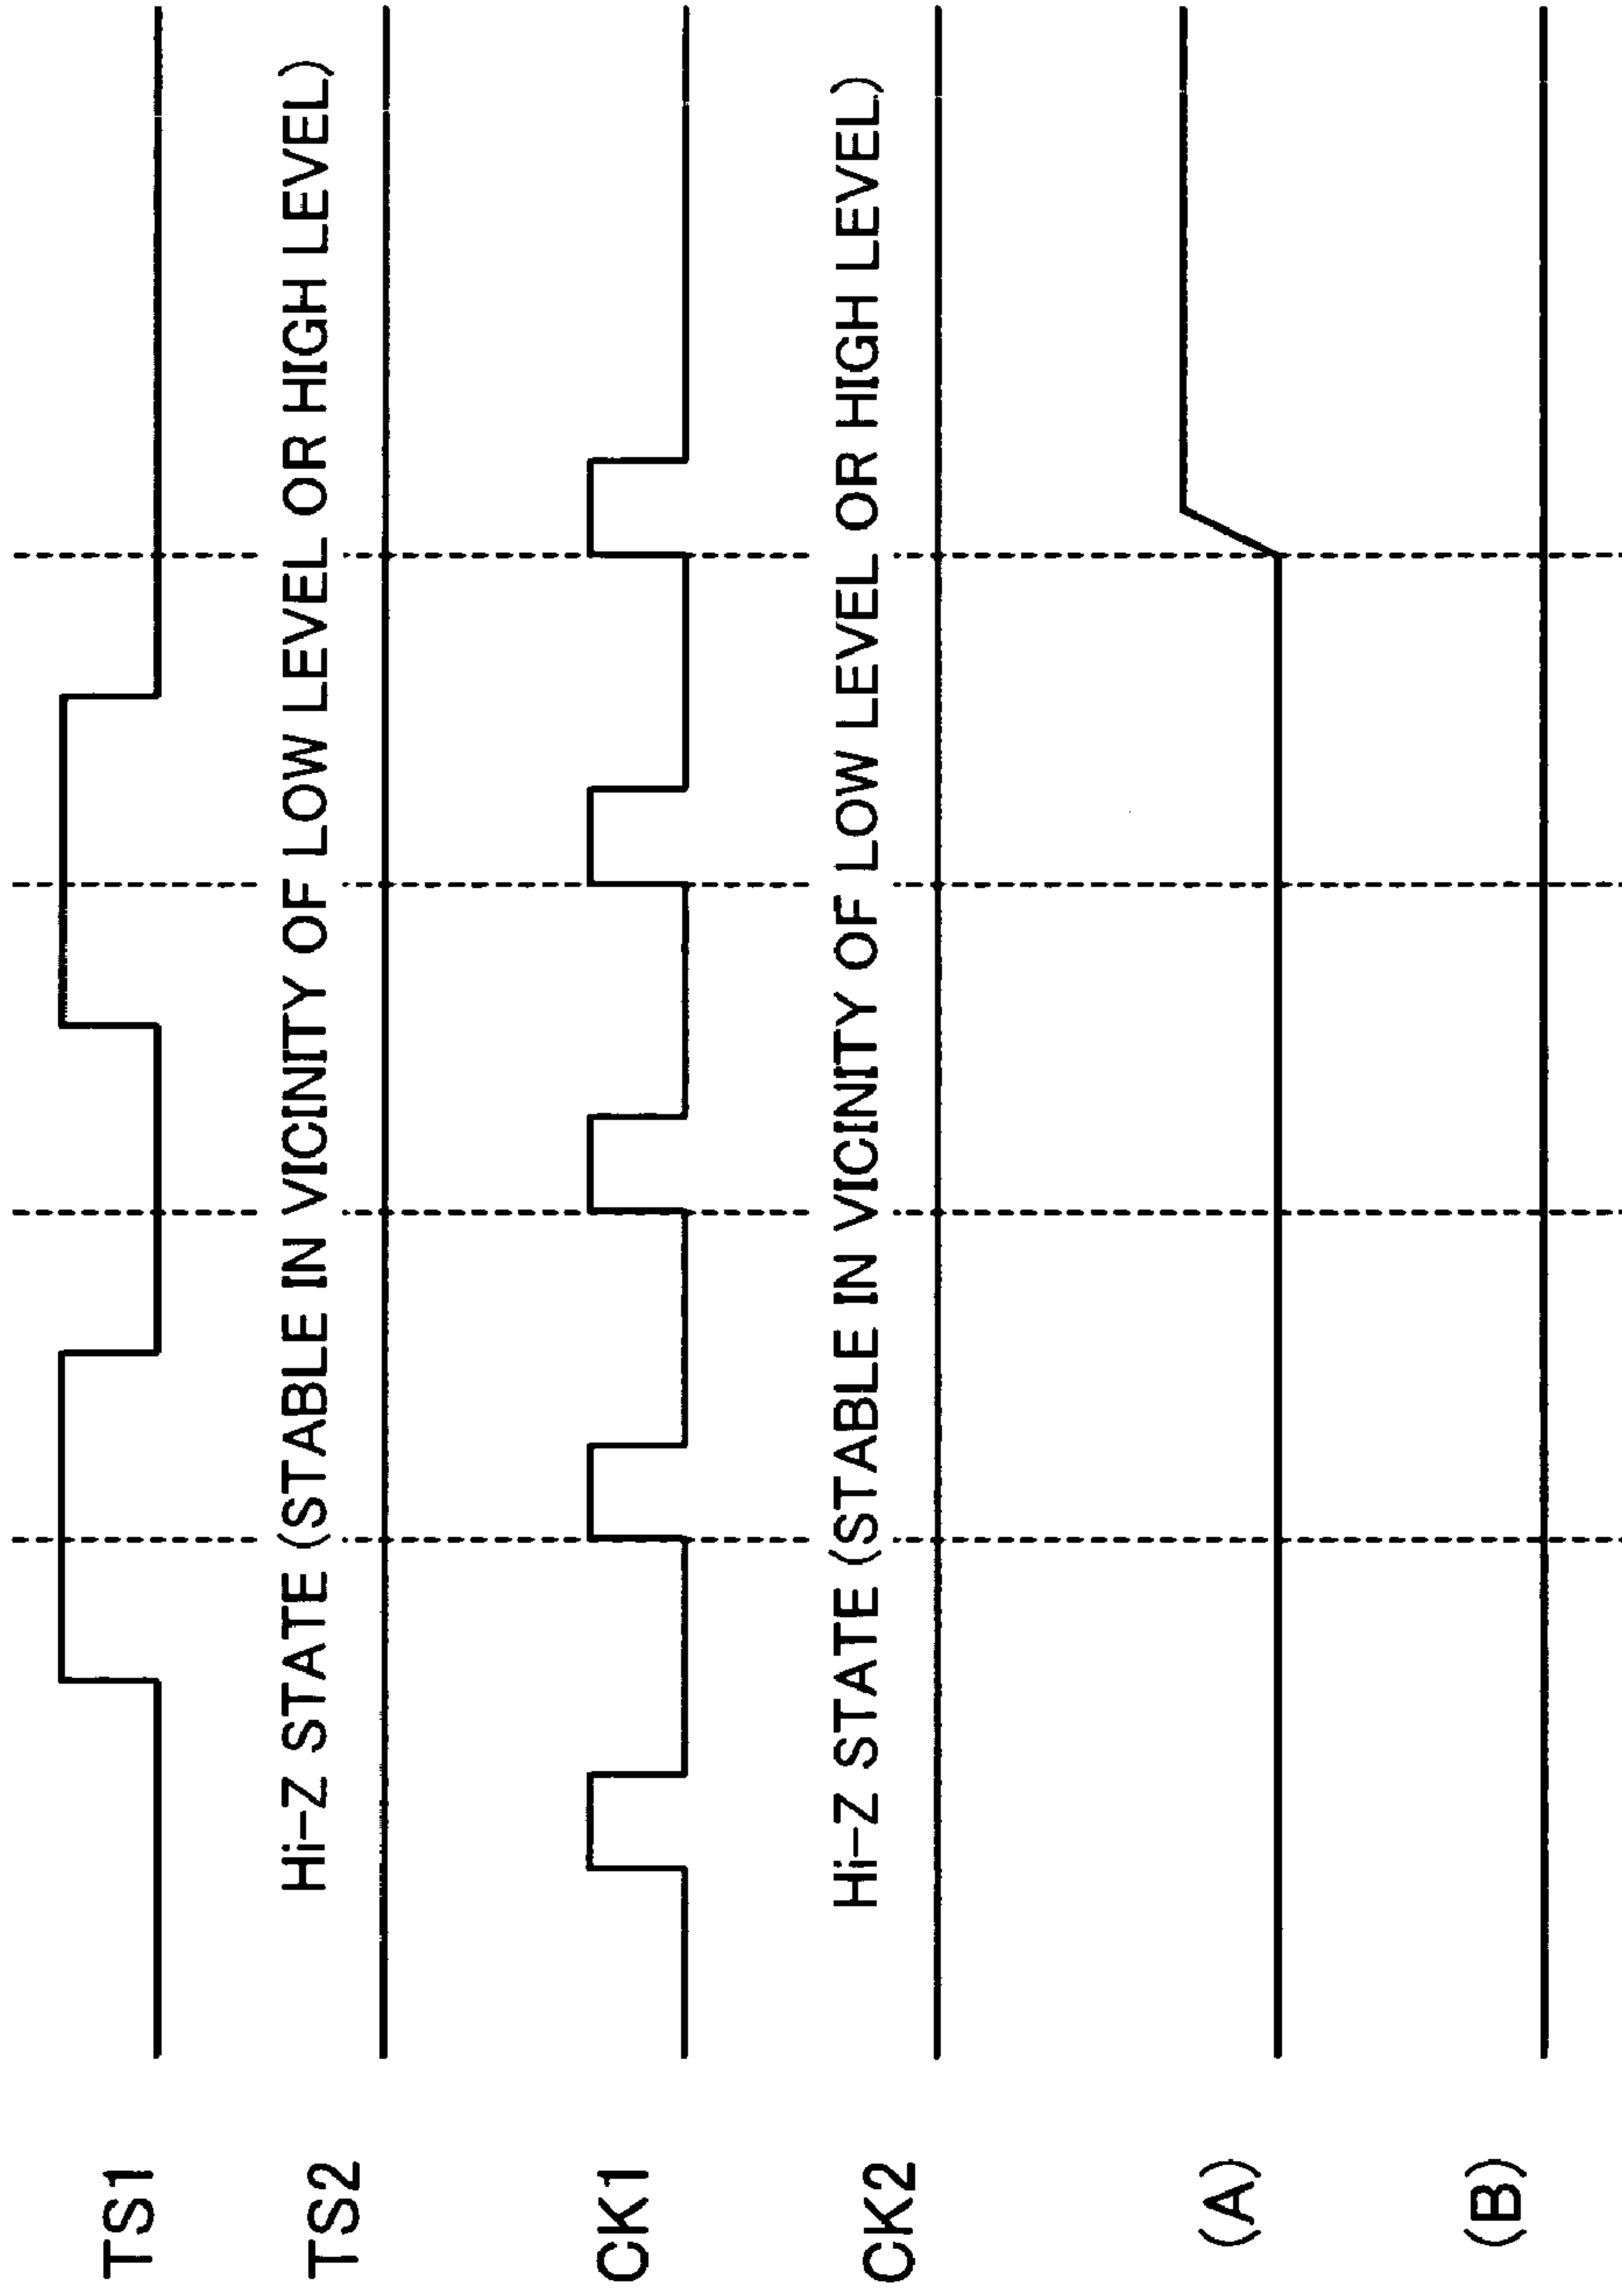 TS1
Hi-Z STATE (STABLE IN VICINITY OF LOW LEVEL OR HIGH LEVEL)
TS2
CK1
Hi-Z STATE (STABLE IN VICINITY OF LOW LEVEL OR HIGH LEVEL)
CK2
(A)
(B)